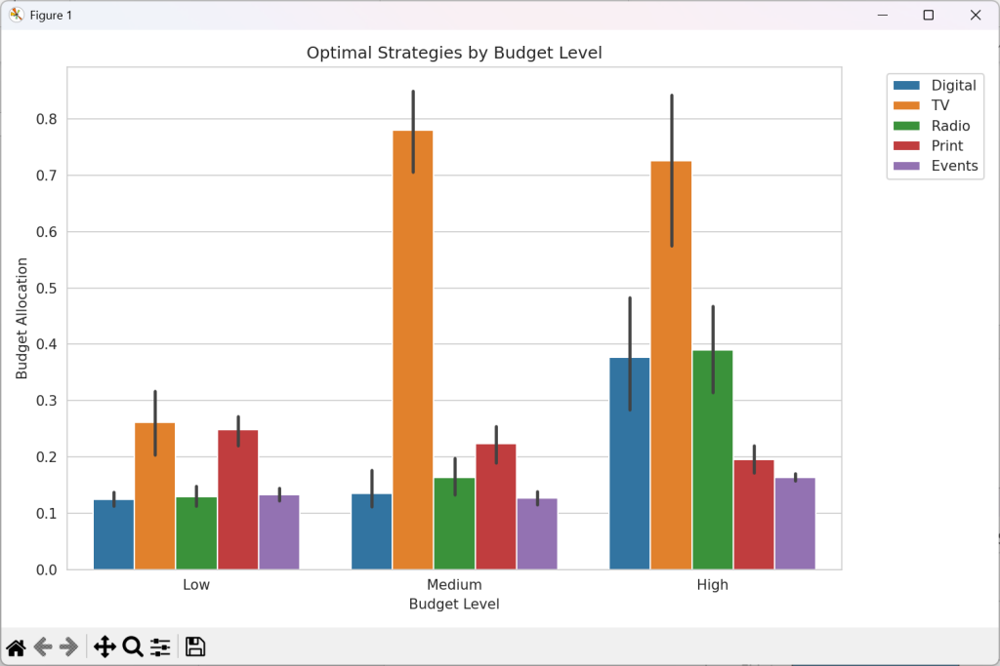 Figure 1
Optimal Strategies by Budget Level
Digital
TV
Radio
Print
Events
Budget Allocation
0.8
0.7
0.6
0.5
0.4
0.3
0.2
0.1
0.0
Low Medium High
Budget Level